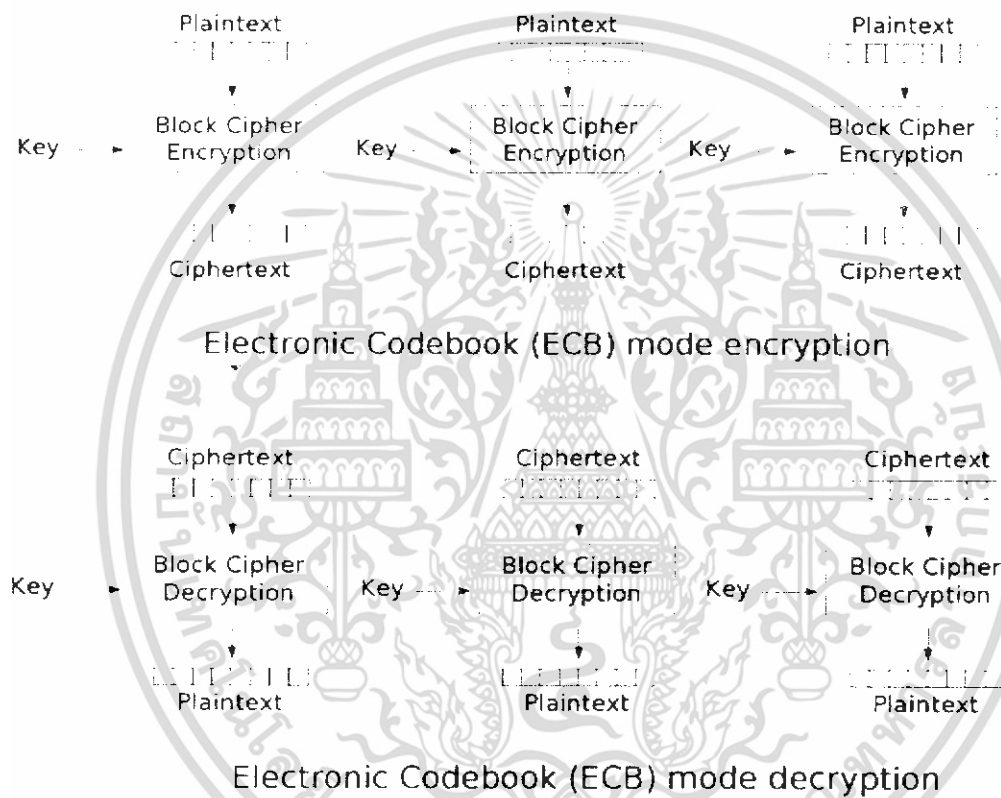 Plaintext Plaintext Plaintext
Key Block Cipher Encryption Key Block Cipher Encryption Key Block Cipher Encryption
Ciphertext Ciphertext Ciphertext
Electronic Codebook (ECB) mode encryption
Ciphertext Ciphertext Ciphertext
Key Block Cipher Decryption Key Block Cipher Decryption Key Block Cipher Decryption
Plaintext Plaintext Plaintext
Electronic Codebook (ECB) mode decryption